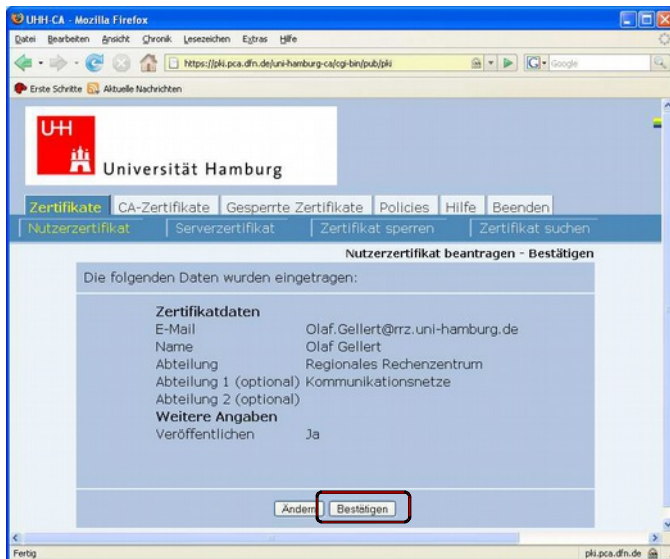 UHH-CA - Mozilla Firefox
Datei Bearbeiten Ansicht Chronik Lesezeichen Extras Hilfe
https://pki.pca.dfn.de/uni-hamburg-ca/cgi-bin/pub/pki
Google
Erste Schritte Aktuelle Nachrichten
UHH
Universität Hamburg
Zertifikate CA-Zertifikate Gesperrte Zertifikate Policies Hilfe Beenden
Nutzerzertifikat Serverzertifikat Zertifikat sperren Zertifikat suchen
Nutzerzertifikat beantragen - Bestätigen
Die folgenden Daten wurden eingetragen:
Zertifikatdaten
E-Mail Olaf.Gellert@rrz.uni-hamburg.de
Name Olaf Gellert
Abteilung Regionales Rechenzentrum
Abteilung 1 (optional) Kommunikationsnetze
Abteilung 2 (optional)
Weitere Angaben
Veröffentlichen Ja
Ändern Bestätigen
Fertig pki.pca.dfn.de